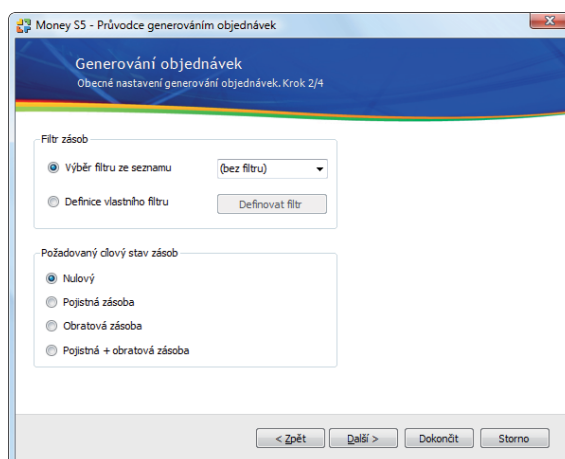 Money S5 - Průvodce generováním objednávek
Generování objednávek
Obecné nastavení generování objednávek. Krok 2/4
Filtr zásob
Výběr filtru ze seznamu (bez filtru)
Definice vlastního filtru Definovat filtr
Požadovaný cílový stav zásob
Nulový
Pojistná zásoba
Obratová zásoba
Pojistná + obratová zásoba
< Zpět Další > Dokončit Storno